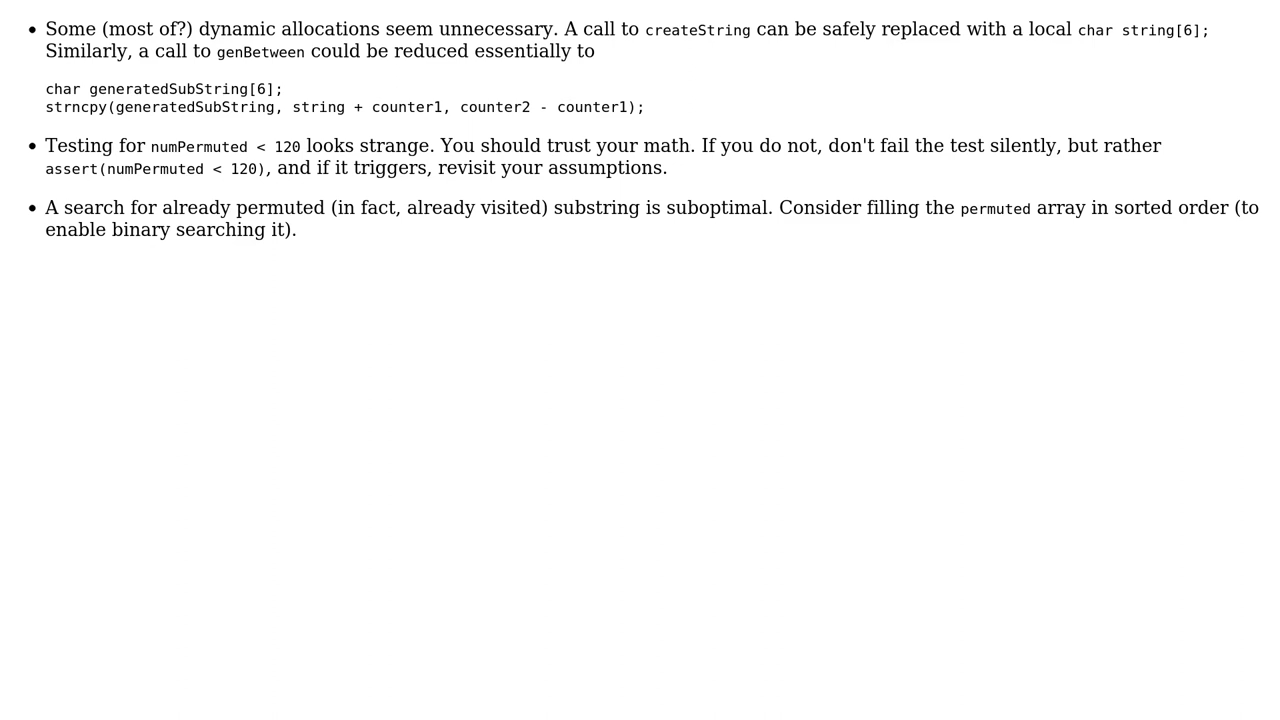 • Some (most of?) dynamic allocations seem unnecessary. A call to createString can be safely replaced with a local char string[6];
Similarly, a call to genBetween could be reduced essentially to
char generatedSubString[6];
strncpy(generatedSubString, string + counter1, counter2 - counter1);
• Testing for numPermuted < 120 looks strange. You should trust your math. If you do not, don't fail the test silently, but rather
assert(numPermuted < 120), and if it triggers, revisit your assumptions.
• A search for already permuted (in fact, already visited) substring is suboptimal. Consider filling the permuted array in sorted order (to
enable binary searching it).